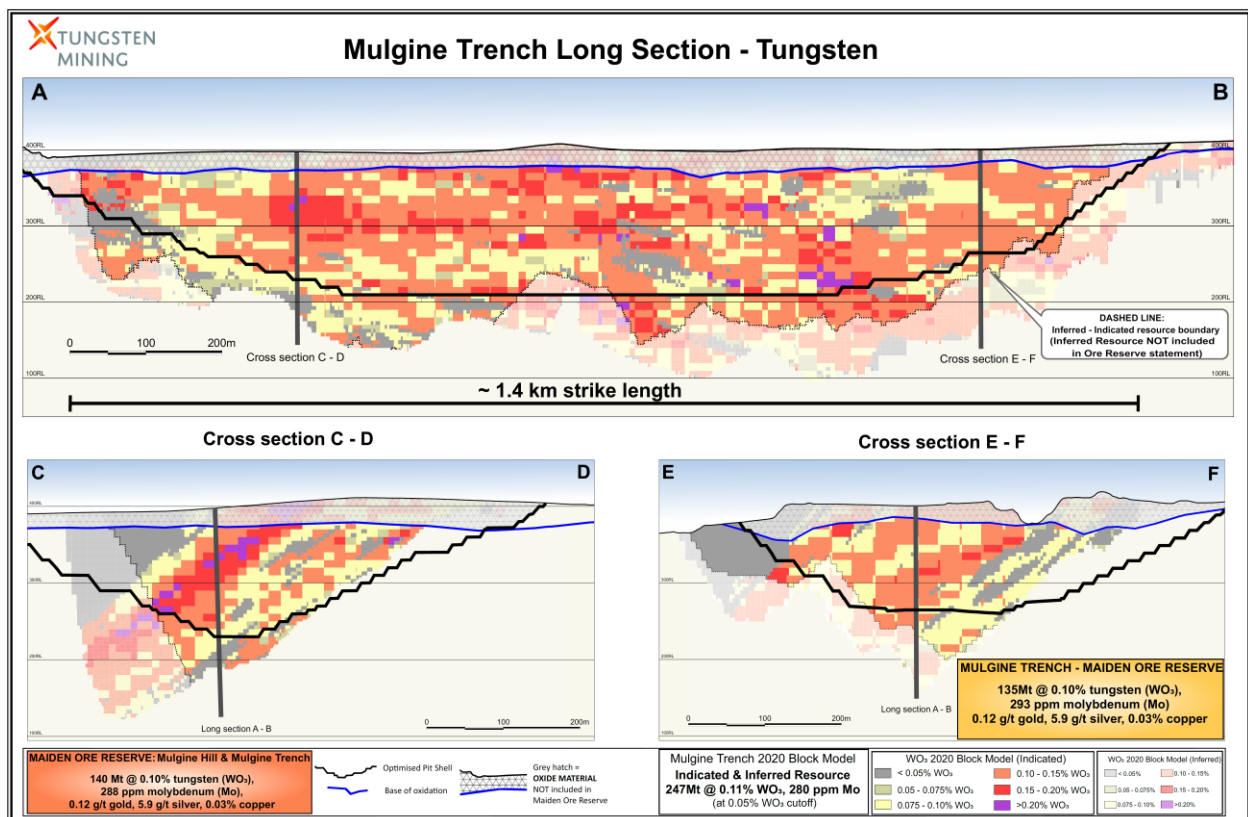 TUNGSTEN
MINING
Mulgine Trench Long Section - Tungsten
A
B
400RL
400RL
300RL
300RL
200RL
200RL
100RL
100RL
0 100 200m
Cross section C - D
Cross section E - F
DASHED LINE:
Inferred - Indicated resource boundary
(Inferred Resource NOT included
in Ore Reserve statement)
~ 1.4 km strike length
Cross section C - D
Cross section E - F
C
D
E
F
400RL
300RL
200RL
100RL
Long section A - B
0 100 200m
400RL
300RL
200RL
100RL
Long section A - B
0 100 200m
MULGINE TRENCH - MAIDEN ORE RESERVE
135Mt @ 0.10% tungsten (WO₃),
293 ppm molybdenum (Mo)
0.12 g/t gold, 5.9 g/t silver, 0.03% copper
MAIDEN ORE RESERVE: Mulgine Hill & Mulgine Trench
140 Mt @ 0.10% tungsten (WO₃),
288 ppm molybdenum (Mo),
0.12 g/t gold, 5.9 g/t silver, 0.03% copper
Optimised Pit Shell
Base of oxidation
Grey hatch =
OXIDE MATERIAL
NOT included in
Maiden Ore Reserve
Mulgine Trench 2020 Block Model
Indicated & Inferred Resource
247Mt @ 0.11% WO₃, 280 ppm Mo
(at 0.05% WO₃ cutoff)
WO₃ 2020 Block Model (Indicated)
< 0.05% WO₃
0.10 - 0.15% WO₃
0.05 - 0.075% WO₃
0.15 - 0.20% WO₃
0.075 - 0.10% WO₃
>0.20% WO₃
WO₃ 2020 Block Model (Inferred)
< 0.05%
0.10 - 0.15%
0.05 - 0.075%
0.15 - 0.20%
0.075 - 0.10%
>0.20%